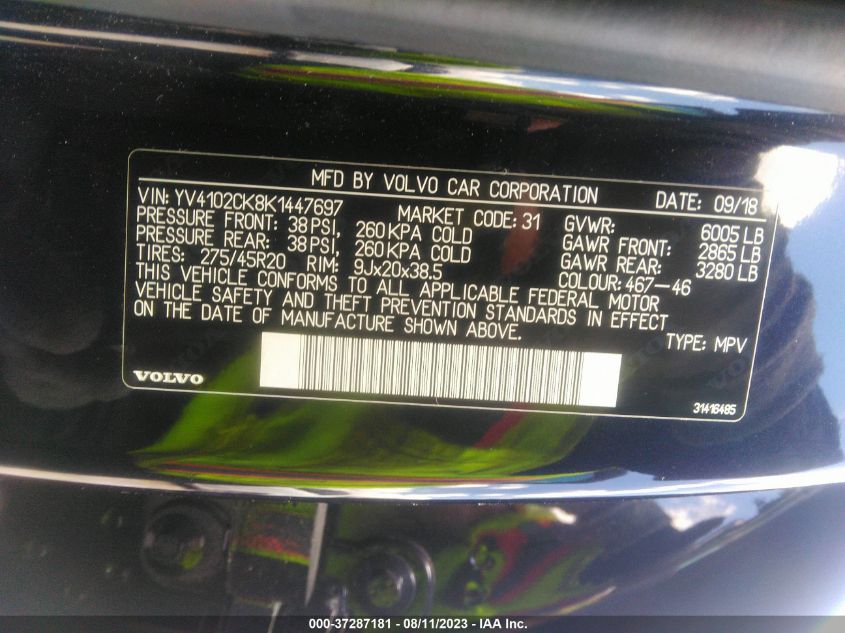 MFD BY VOLVO CAR CORPORATION DATE: 09/18
VIN: YV4102CK8K1447697 MARKET CODE: 31 GVWR: 6005 LB
PRESSURE FRONT: 38 PSI, 260 KPA COLD GAWR FRONT: 2865 LB
PRESSURE REAR: 38 PSI, 260 KPA COLD GAWR REAR: 3280 LB
TIRES: 275/45R20 RIM: 9Jx20x38.5 COLOUR: 467-46
THIS VEHICLE CONFORMS TO ALL APPLICABLE FEDERAL MOTOR
VEHICLE SAFETY AND THEFT PREVENTION STANDARDS IN EFFECT
ON THE DATE OF MANUFACTURE SHOWN ABOVE.
TYPE: MPV
VOLVO
31416485
000-37287181 - 08/11/2023 - IAA Inc.